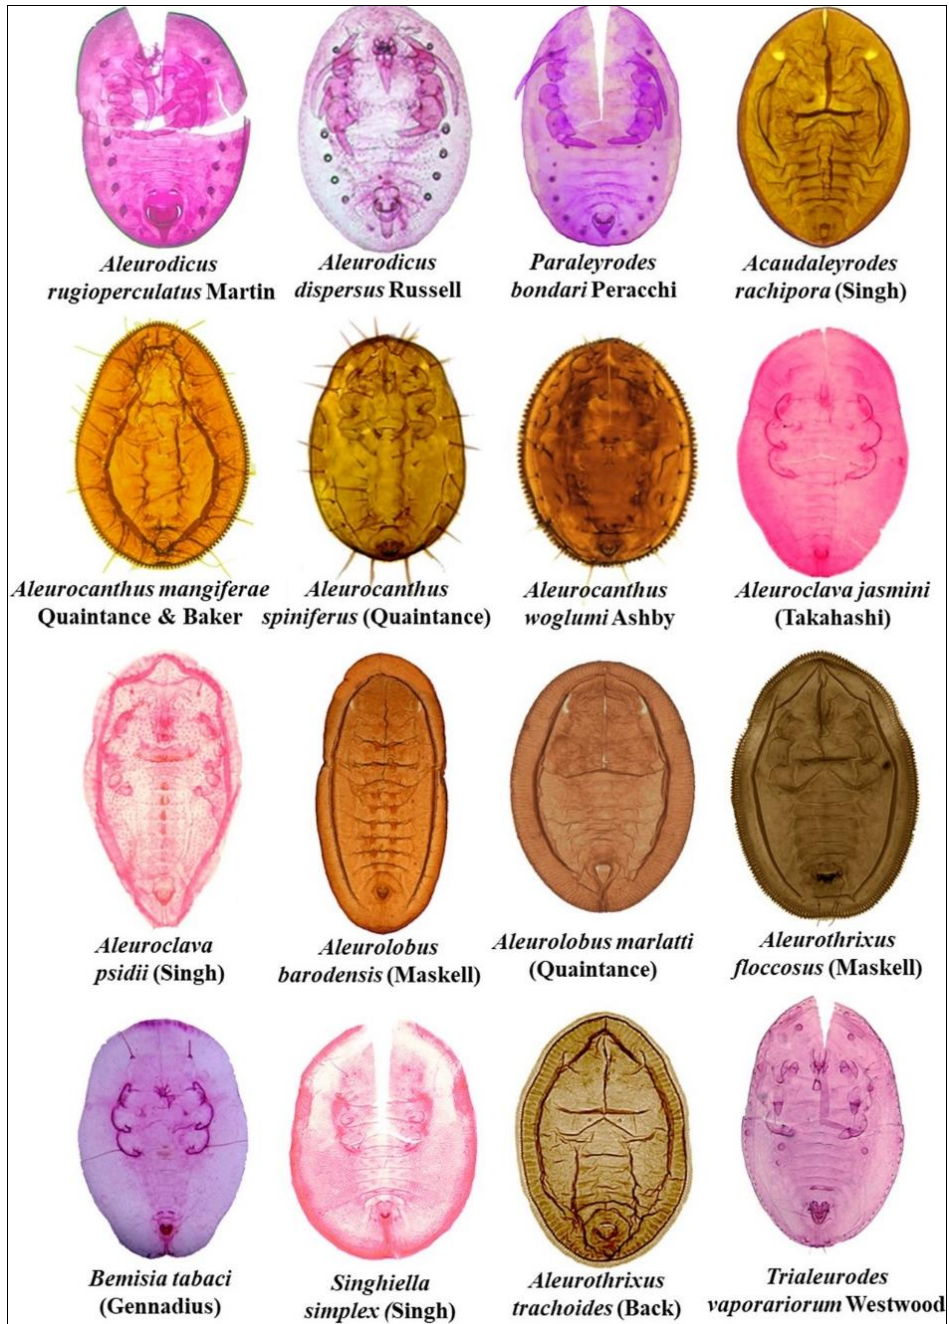 Aleurodicus
rugioperculatus Martin
Aleurodicus
dispersus Russell
Paraleyrodes
bondari Peracchi
Acaudaleyrodes
rachipora (Singh)
Aleurocanthus mangiferae
Quaintance & Baker
Aleurocanthus
spiniferus (Quaintance)
Aleurocanthus
woglumi Ashby
Aleuroclava jasmini
(Takahashi)
Aleuroclava
psidii (Singh)
Aleurolobus
barodensis (Maskell)
Aleurolobus marlatti
(Quaintance)
Aleurothrixus
floccosus (Maskell)
Bemisia tabaci
(Gennadius)
Singhiella
simplex (Singh)
Aleurothrixus
trachoides (Back)
Trialeurodes
vaporariorum Westwood